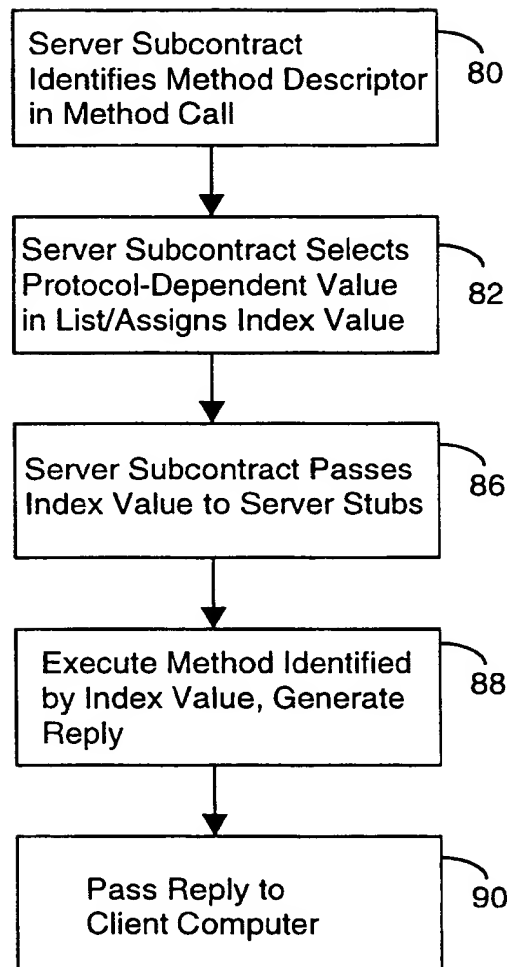 Server Subcontract
Identifies Method Descriptor
in Method Call
80
Server Subcontract Selects
Protocol-Dependent Value
in List/Assigns Index Value
82
Server Subcontract Passes
Index Value to Server Stubs
86
Execute Method Identified
by Index Value, Generate
Reply
88
Pass Reply to
Client Computer
90